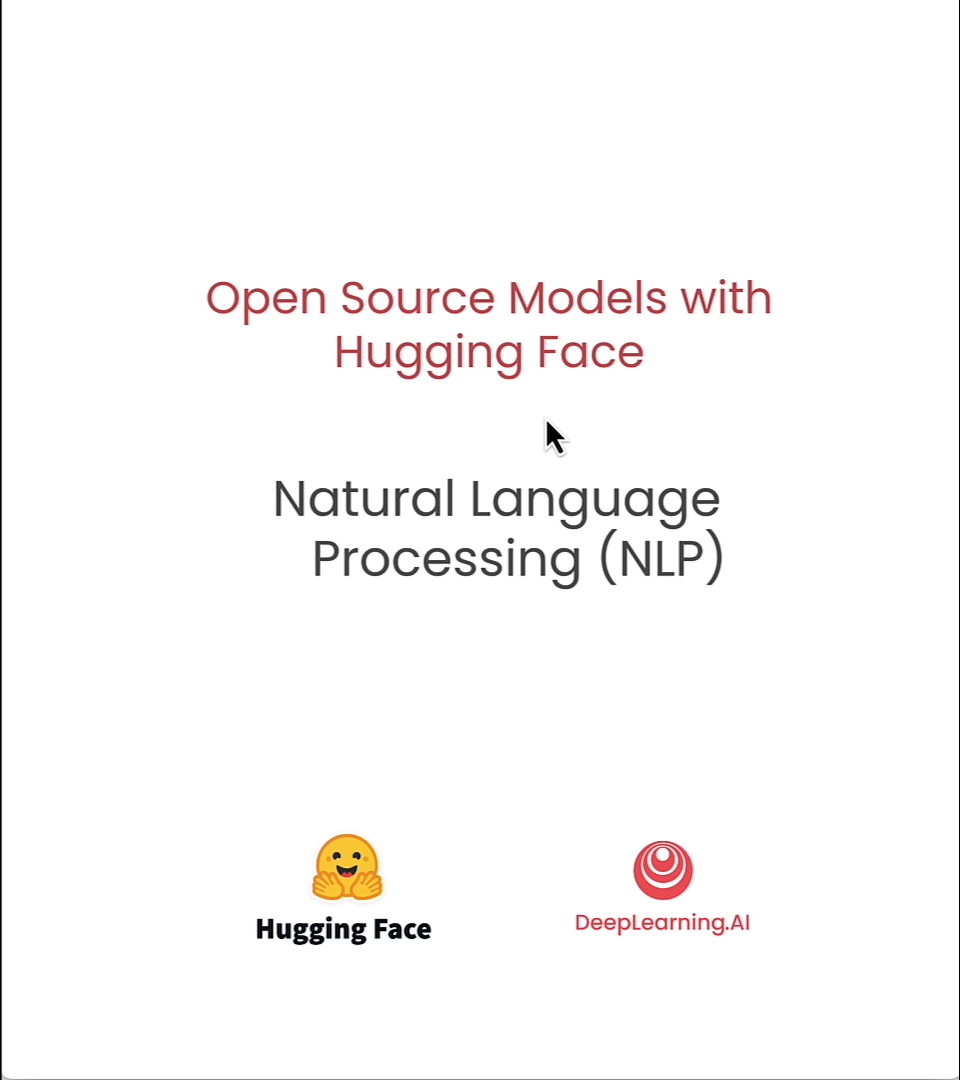 Open Source Models with
Hugging Face
Natural Language
Processing (NLP)
Hugging Face
DeepLearning.AI